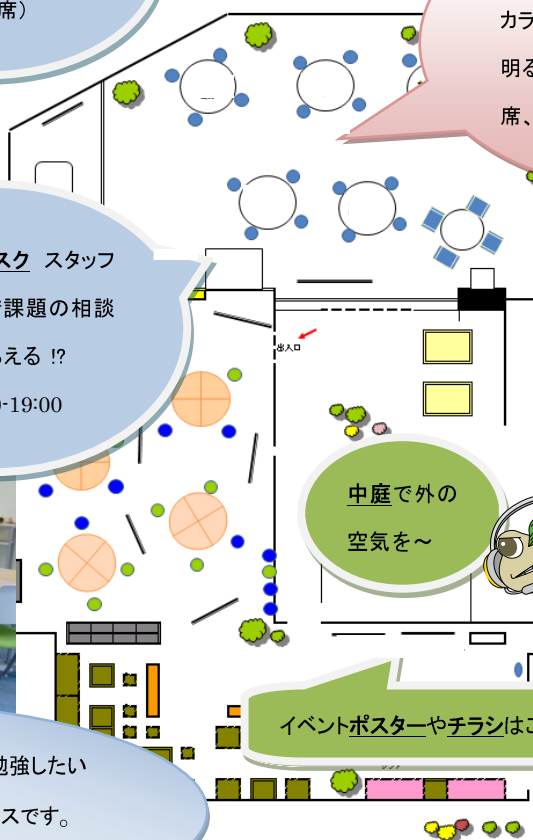 席）
カラ
明る
席、
スク スタッフ
課題の相談
える !?
-19:00
出入口
中庭で外の
空気を～
イベントポスターやチラシはこ
勉強したい
スです。